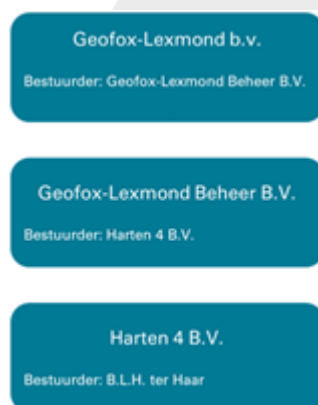 Geofox-Lexmond b.v.
Bestuurder: Geofox-Lexmond Beheer B.V.
Geofox-Lexmond Beheer B.V.
Bestuurder: Harten 4 B.V.
Harten 4 B.V.
Bestuurder: B.L.H. ter Haar